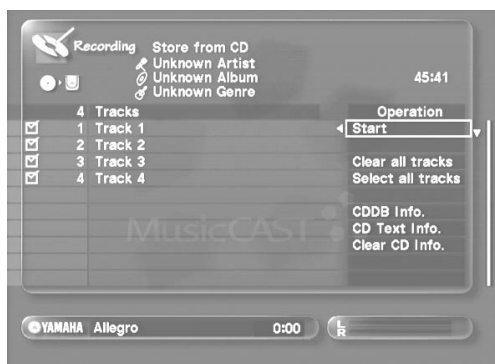 Recording Store from CD
Unknown Artist
Unknown Album
Unknown Genre
45:41
4 Tracks
Operation
1 Track 1
Start
2 Track 2
3 Track 3
Clear all tracks
4 Track 4
Select all tracks
CDDB Info.
MusicCAST
CD Text Info.
Clear CD Info.
YAMAHA Allegro 0:00
L
R